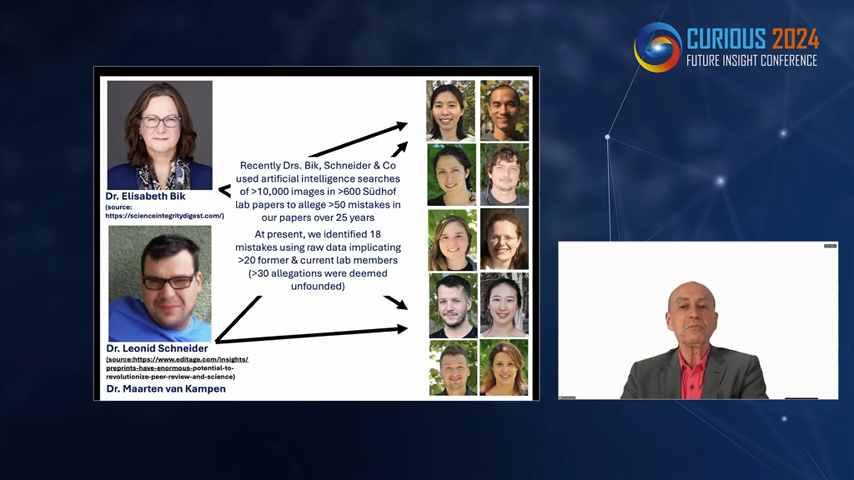 CURIOUS 2024
FUTURE INSIGHT CONFERENCE
Dr. Elisabeth Bik
(source:
https://scienceintegritydigest.com/)
Recently Drs. Bik, Schneider & Co
used artificial intelligence searches
of >10,000 images in >600 Südhof
lab papers to allege >50 mistakes in
our papers over 25 years
At present, we identified 18
mistakes using raw data implicating
>20 former & current lab members
(>30 allegations were deemed
unfounded)
Dr. Leonid Schneider
(source:https://www.editage.com/insights/
preprints-have-enormous-potential-to-
revolutionize-peer-review-and-science)
Dr. Maarten van Kampen